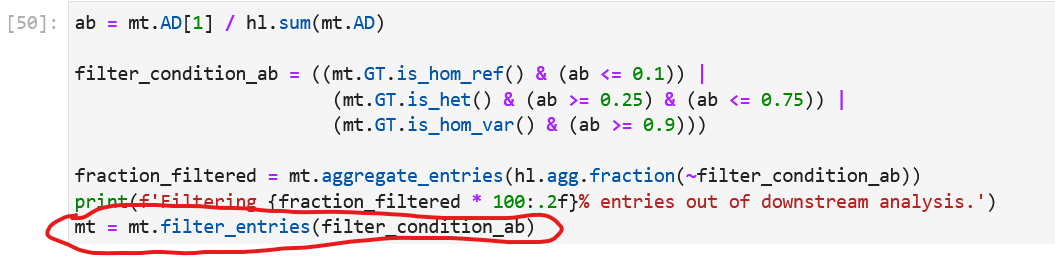 [50]: ab = mt.AD[1] / hl.sum(mt.AD)
filter_condition_ab = ((mt.GT.is_hom_ref() & (ab <= 0.1)) |
(mt.GT.is_het() & (ab >= 0.25) & (ab <= 0.75)) |
(mt.GT.is_hom_var() & (ab >= 0.9)))
fraction_filtered = mt.aggregate_entries(hl.agg.fraction(~filter_condition_ab))
print(f'Filtering {fraction_filtered * 100:.2f}% entries out of downstream analysis.')
mt = mt.filter_entries(filter_condition_ab)